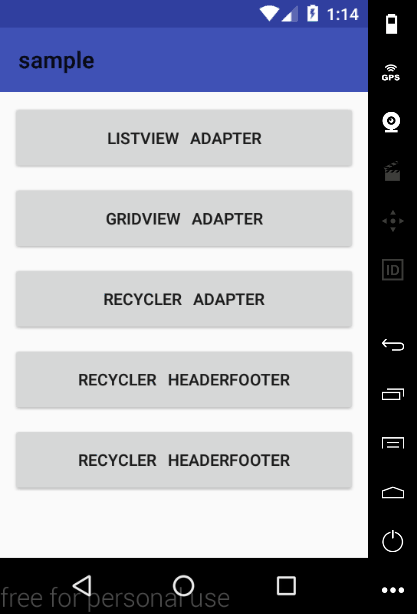 1:14
sample
GPS
LISTVIEW ADAPTER
GRIDVIEW ADAPTER
ID
RECYCLER ADAPTER
RECYCLER HEADERFOOTER
RECYCLER HEADERFOOTER
free for personal use